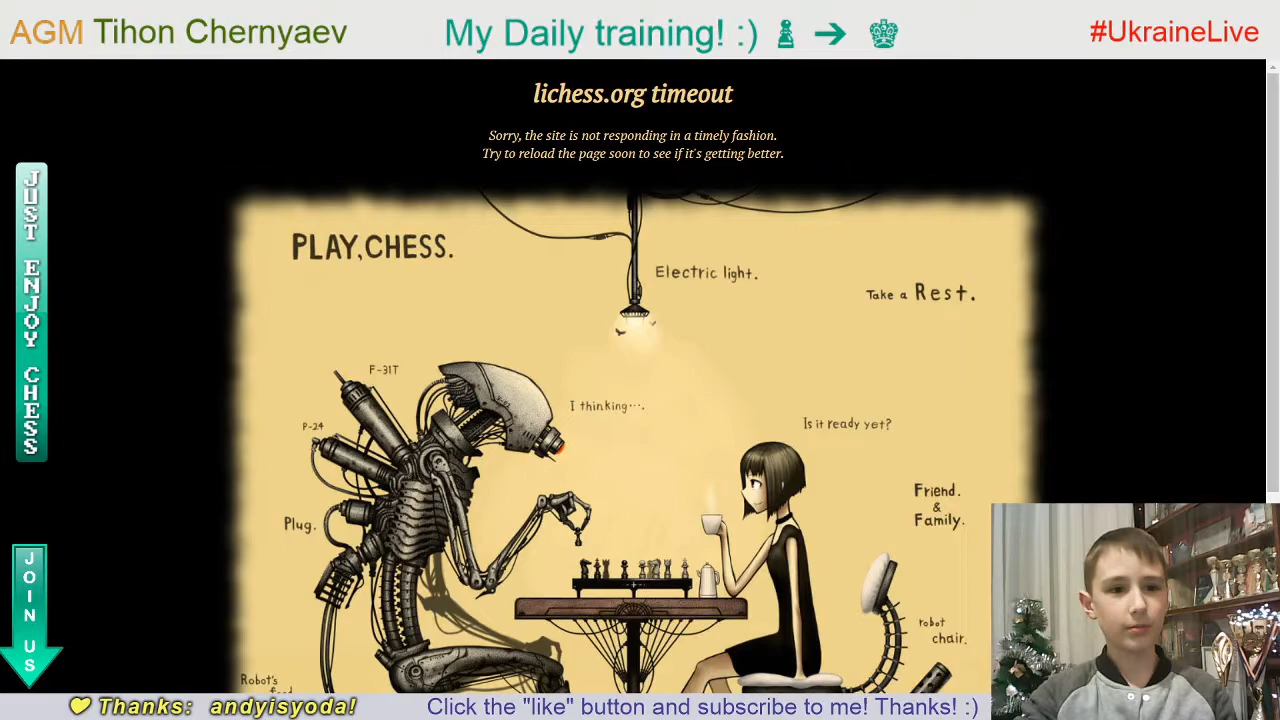 AGM Tihon Chernyaev
My Daily training! :)
#UkraineLive
lichess.org timeout
Sorry, the site is not responding in a timely fashion.
Try to reload the page soon to see if it's getting better.
JUST ENJOY CHESS
PLAY,CHESS.
Electric light.
Take a Rest.
F-31T
I thinking….
P-24
Is it ready yet?
Friend.
&
Family.
Plug.
robot
chair.
JOIN US
Robot's
Thanks: andyisyoda!
Click the "like" button and subscribe to me! Thanks! :)